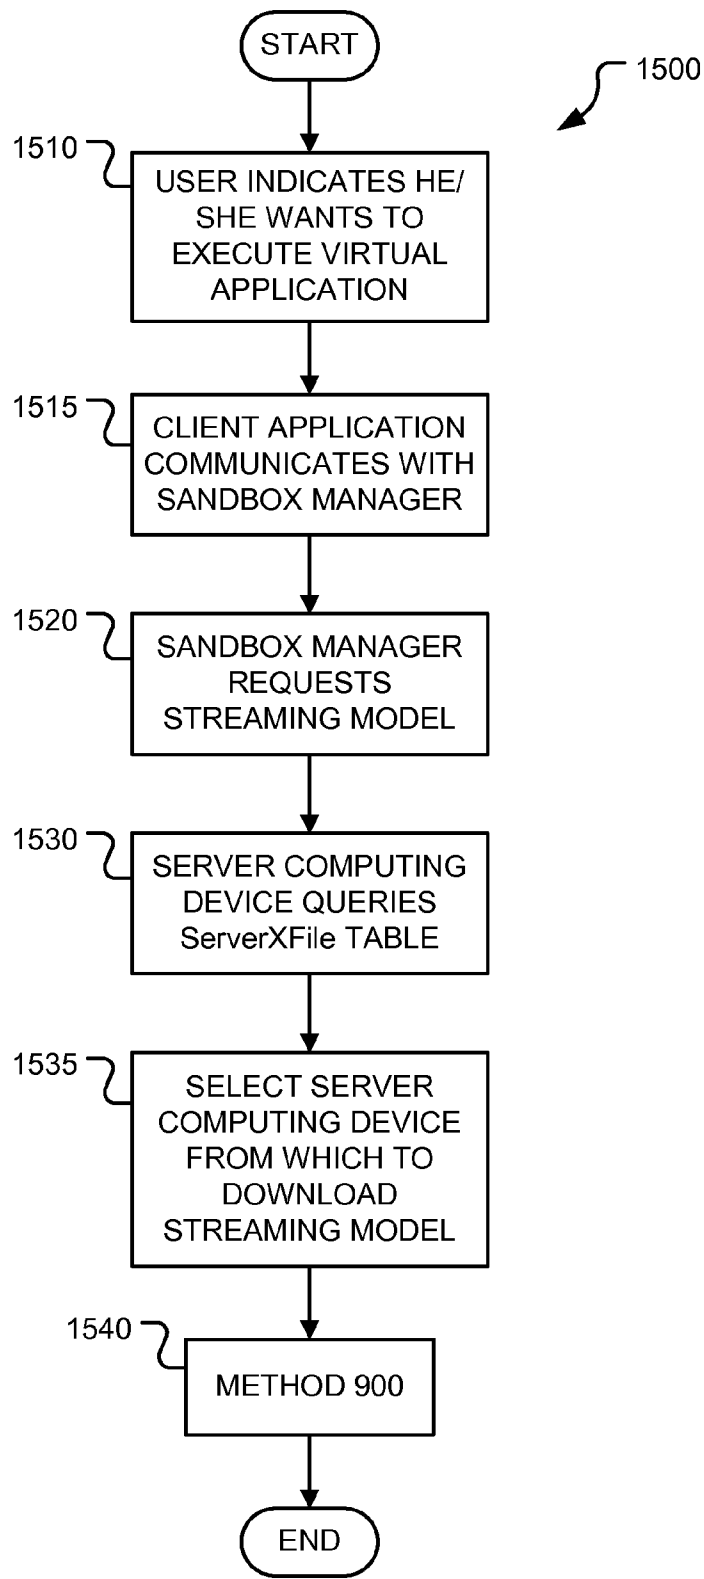 START
1500
1510
USER INDICATES HE/
SHE WANTS TO
EXECUTE VIRTUAL
APPLICATION
1515
CLIENT APPLICATION
COMMUNICATES WITH
SANDBOX MANAGER
1520
SANDBOX MANAGER
REQUESTS
STREAMING MODEL
1530
SERVER COMPUTING
DEVICE QUERIES
ServerXFile TABLE
1535
SELECT SERVER
COMPUTING DEVICE
FROM WHICH TO
DOWNLOAD
STREAMING MODEL
1540
METHOD 900
END